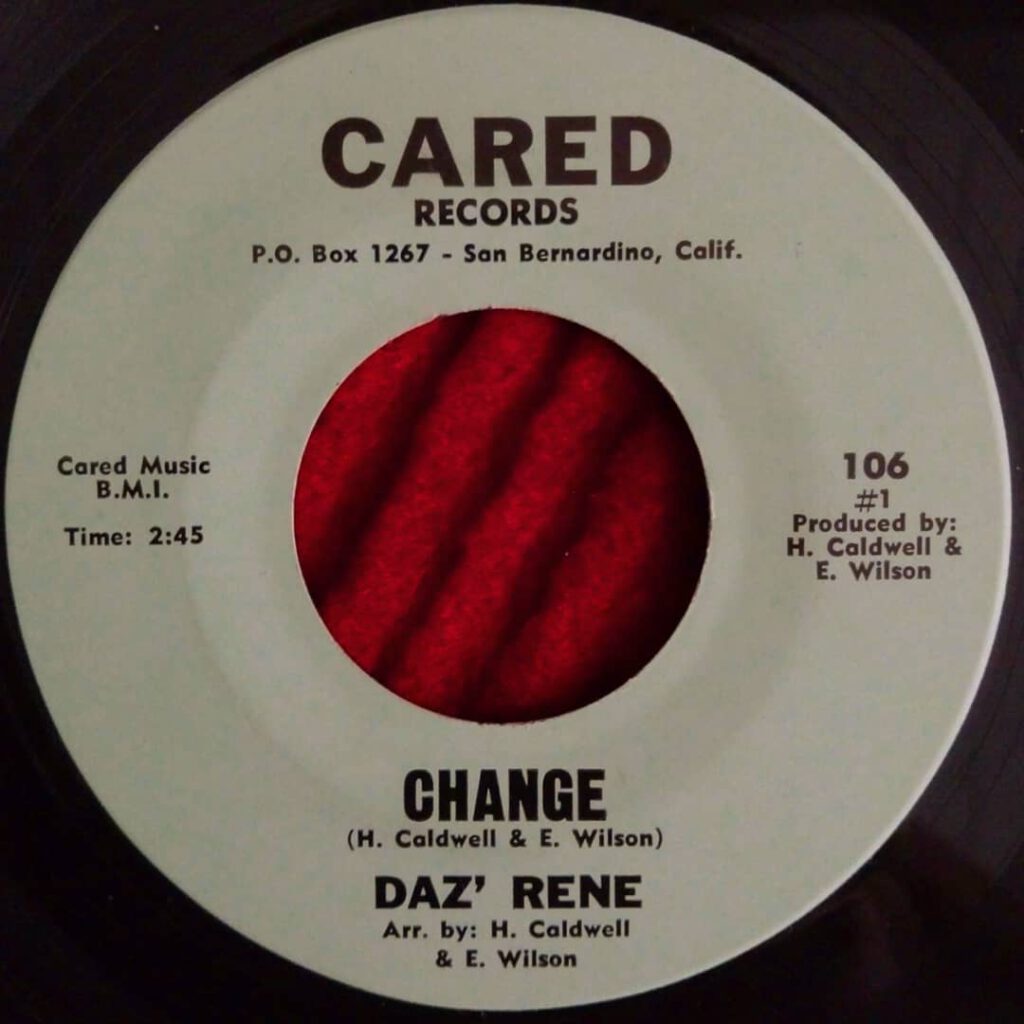 CARED
RECORDS
P.O. Box 1267 - San Bernardino, Calif.
Cared Music
B.M.I.
Time: 2:45
106
#1
Produced by:
H. Caldwell &
E. Wilson
CHANGE
(H. Caldwell & E. Wilson)
DAZ' RENE
Arr. by: H. Caldwell
& E. Wilson